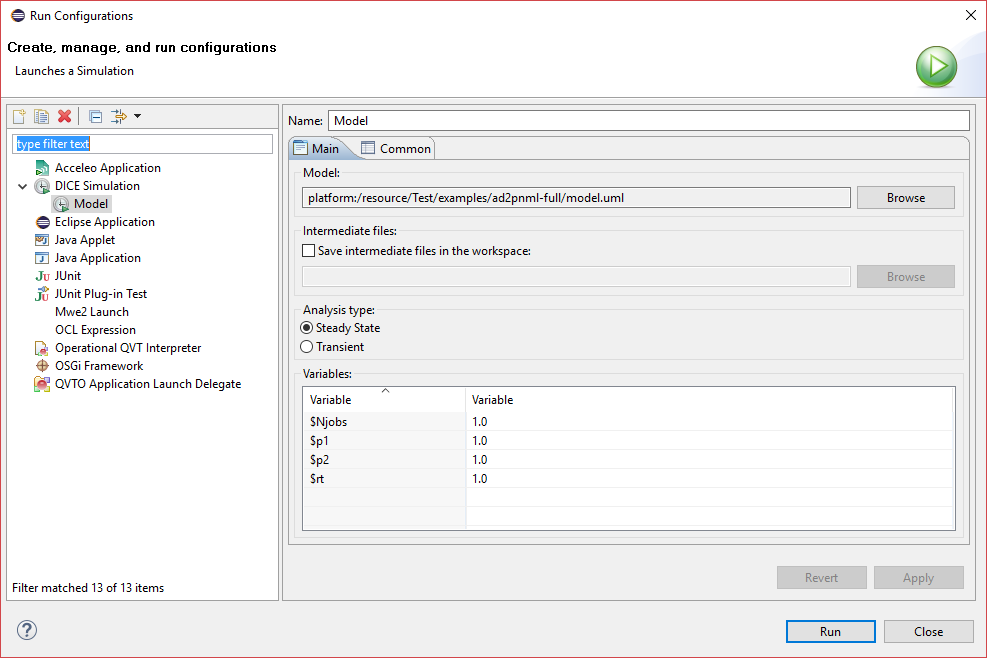 Run Configurations
Create, manage, and run configurations
Launches a Simulation
type filter text
Acceleo Application
DICE Simulation
Model
Eclipse Application
Java Applet
Java Application
JUnit
JUnit Plug-in Test
Mwe2 Launch
OCL Expression
Operational QVT Interpreter
OSGi Framework
QVTO Application Launch Delegate
Filter matched 13 of 13 items
Name: Model
Main Common
Model:
platform:/resource/Test/examples/ad2pnml-full/model.uml Browse
Intermediate files:
Save intermediate files in the workspace:
Browse
Analysis type:
Steady State
Transient
Variables:
Variable Variable
$Njobs 1.0
$p1 1.0
$p2 1.0
$rt 1.0
Revert Apply
? Run Close